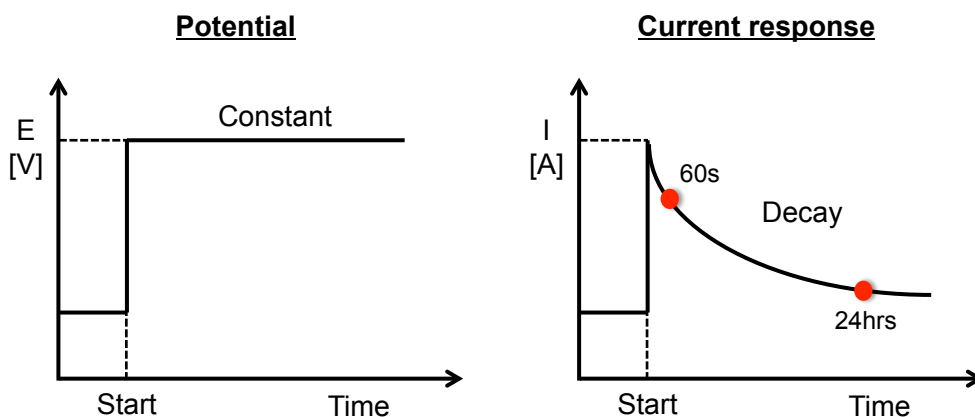 Potential
Current response
E
[V]
Constant
Start
Time
I
[A]
60s
Decay
24hrs
Start
Time